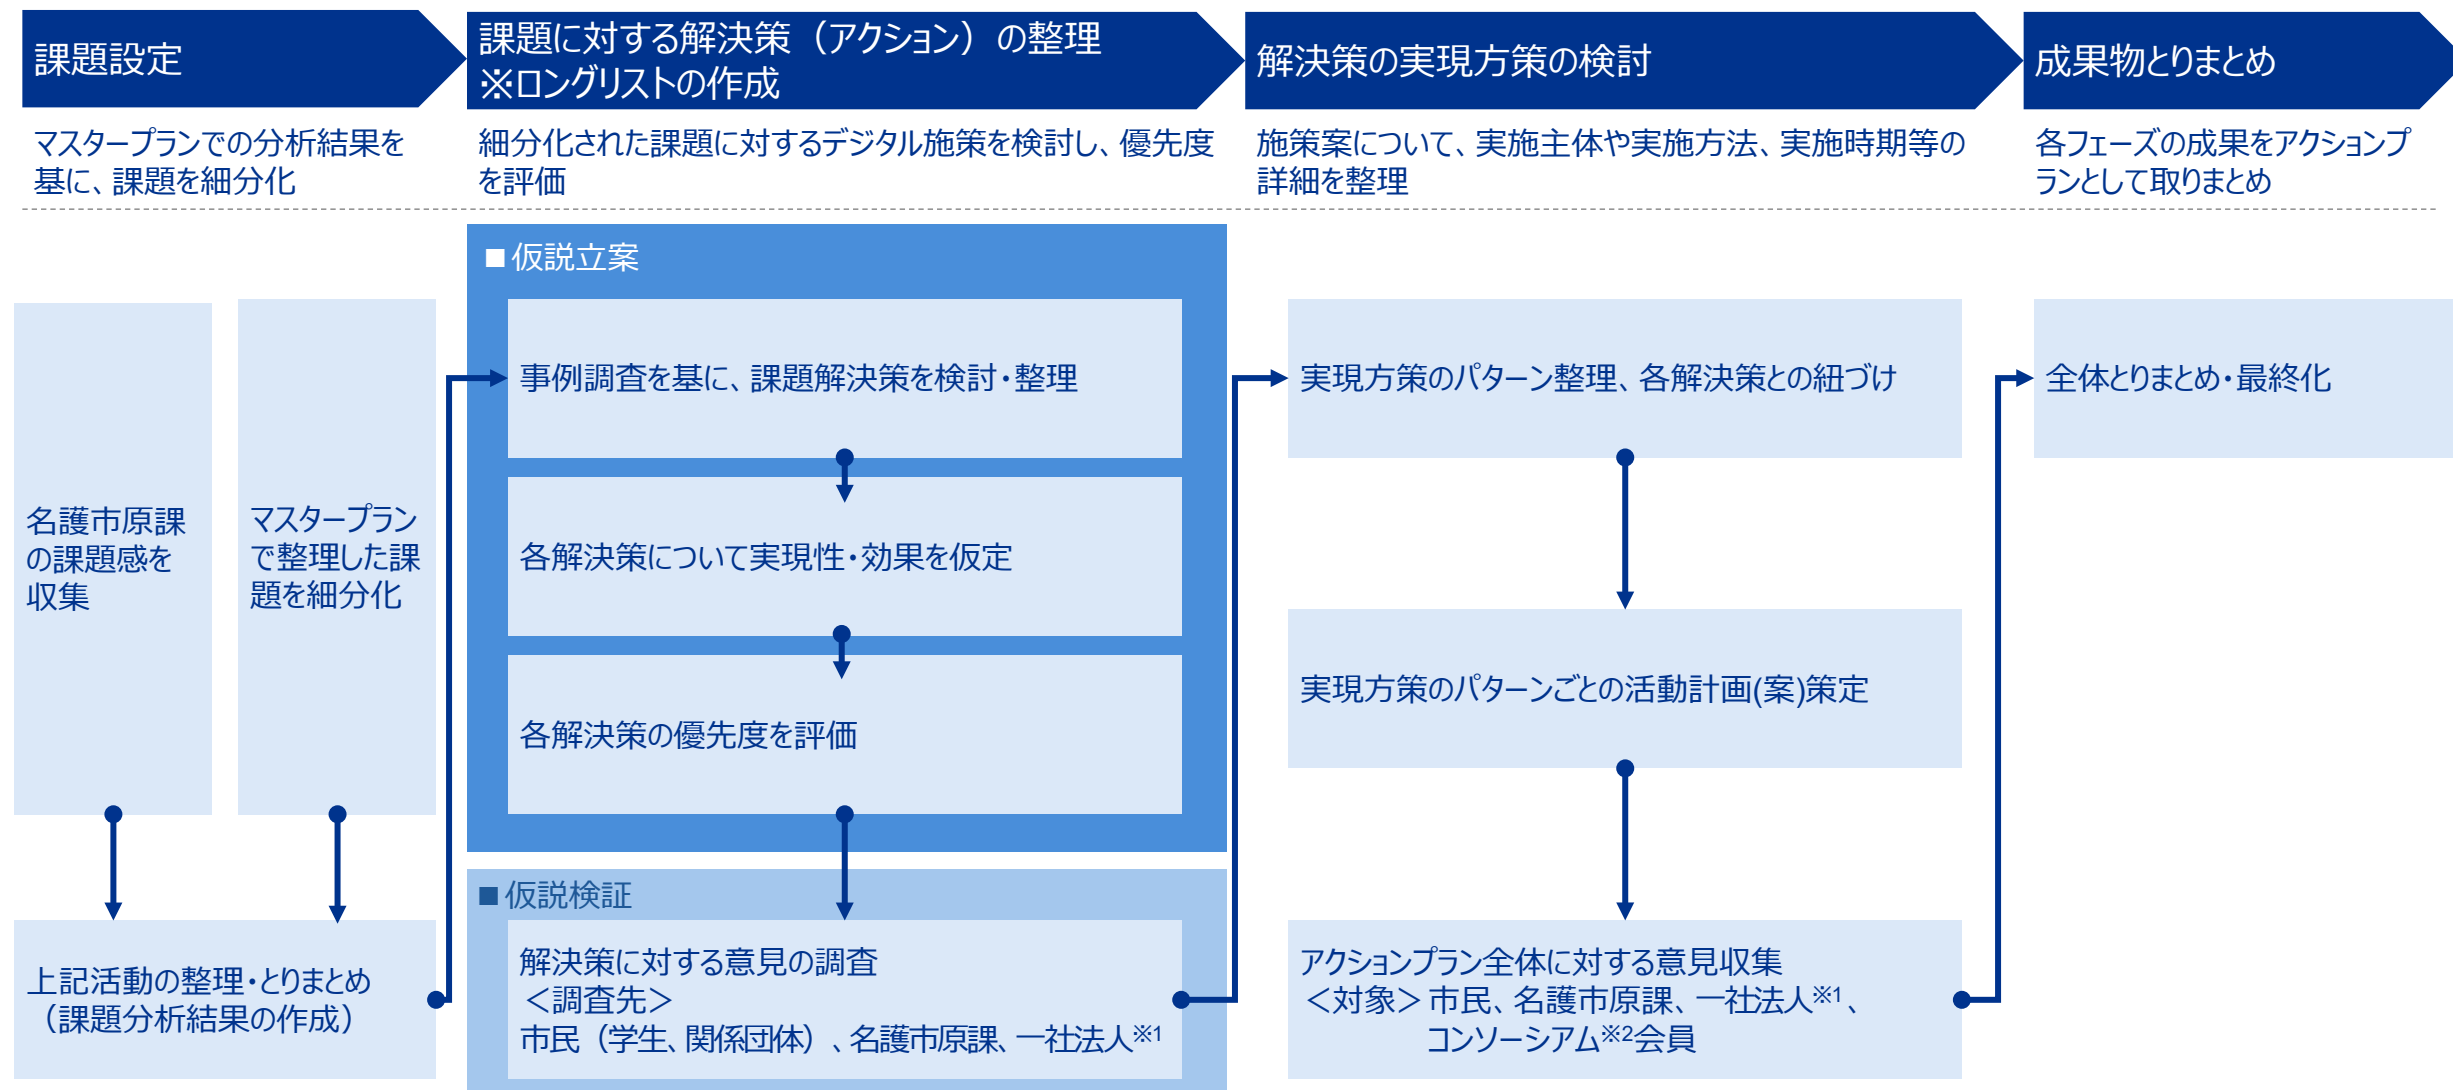 課題設定
課題に対する解決策（アクション）の整理
※ロングリストの作成
解決策の実現方策の検討
成果物とりまとめ
マスタープランでの分析結果を
基に、課題を細分化
細分化された課題に対するデジタル施策を検討し、優先度
を評価
施策案について、実施主体や実施方法、実施時期等の
詳細を整理
各フェーズの成果をアクションプ
ランとして取りまとめ
名護市原課
の課題感を
収集
マスタープラン
で整理した課
題を細分化
上記活動の整理・とりまとめ
（課題分析結果の作成）
■仮説立案
事例調査を基に、課題解決策を検討・整理
各解決策について実現性・効果を仮定
各解決策の優先度を評価
■仮説検証
解決策に対する意見の調査
＜調査先＞
市民（学生、関係団体）、名護市原課、一社法人※1
実現方策のパターン整理、各解決策との紐づけ
実現方策のパターンごとの活動計画(案)策定
アクションプラン全体に対する意見収集
＜対象＞市民、名護市原課、一社法人※1、
コンソーシアム※2会員
全体とりまとめ・最終化